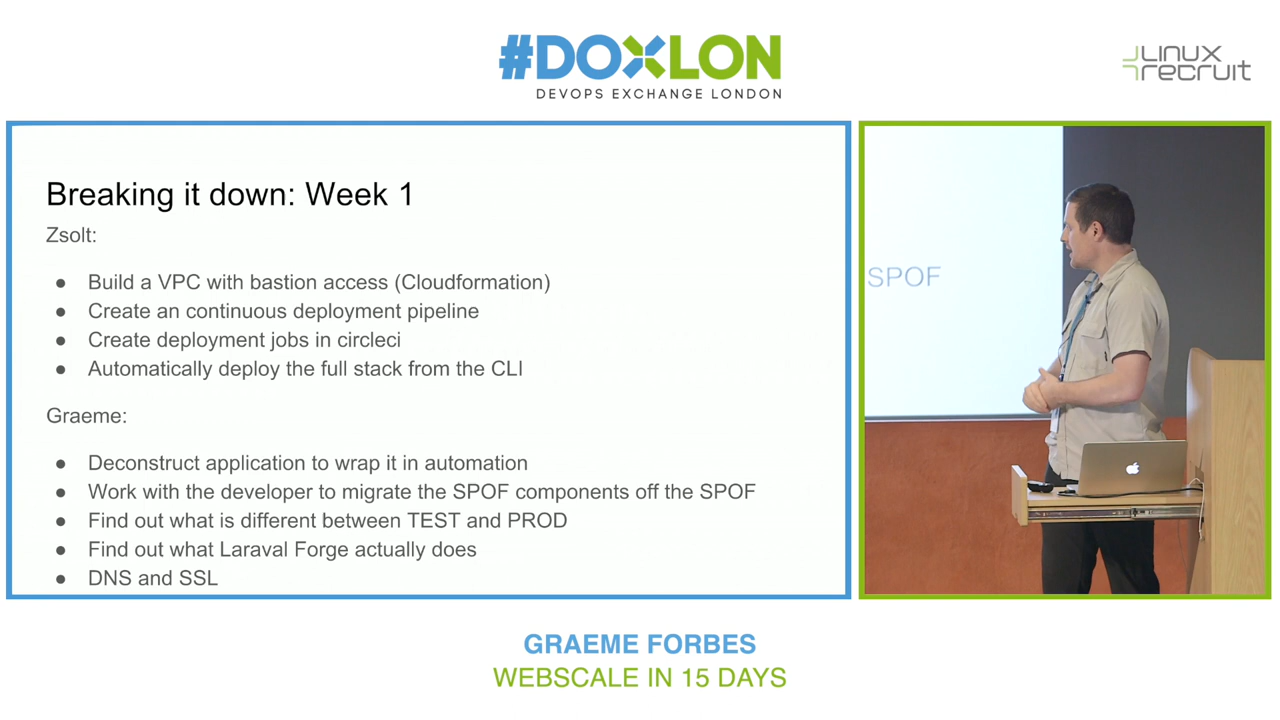 #DOXLON
DEVOPS EXCHANGE LONDON
LINUX
recruit
Breaking it down: Week 1
Zsolt:
● Build a VPC with bastion access (Cloudformation)
● Create an continuous deployment pipeline
● Create deployment jobs in circleci
● Automatically deploy the full stack from the CLI
Graeme:
● Deconstruct application to wrap it in automation
● Work with the developer to migrate the SPOF components off the SPOF
● Find out what is different between TEST and PROD
● Find out what Laraval Forge actually does
● DNS and SSL
SPOF
GRAEME FORBES
WEBSCALE IN 15 DAYS